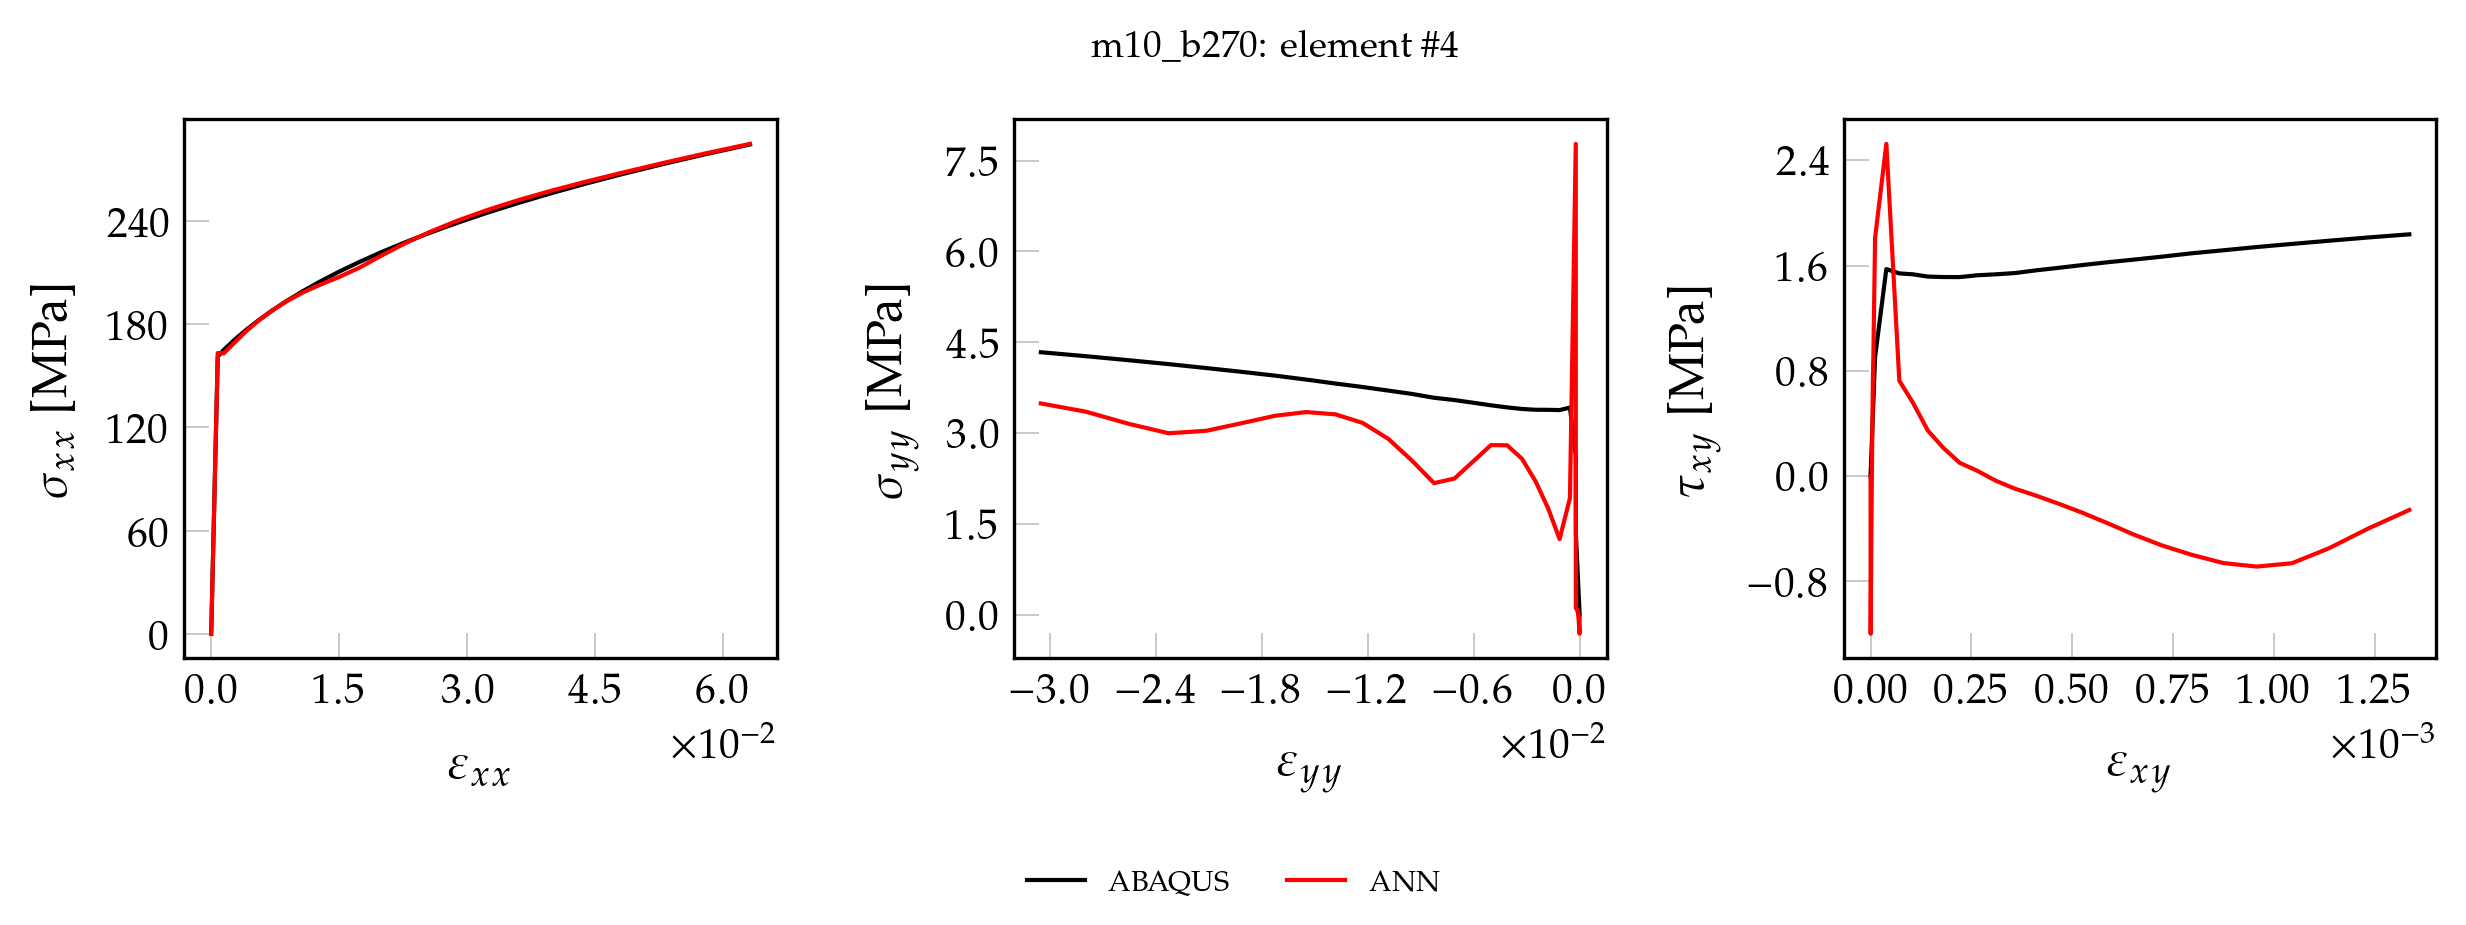 m10_b270: element #4
σxx [MPa]
240
180
120
60
0
0.0 1.5 3.0 4.5 6.0
×10−2
εxx
σyy [MPa]
7.5
6.0
4.5
3.0
1.5
0.0
−3.0 −2.4 −1.8 −1.2 −0.6 0.0
×10−2
εyy
τxy [MPa]
2.4
1.6
0.8
0.0
−0.8
0.00 0.25 0.50 0.75 1.00 1.25
×10−3
εxy
ABAQUS ANN